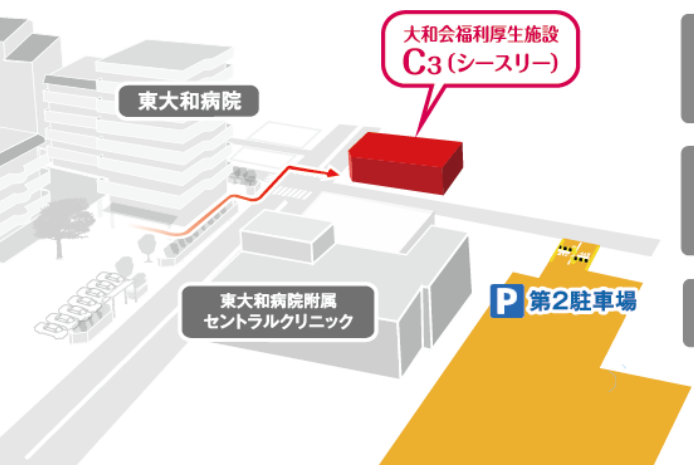 大和会福利厚生施設
C3(シースリー)
東大和病院
東大和病院附属
セントラルクリニック
P 第2駐車場